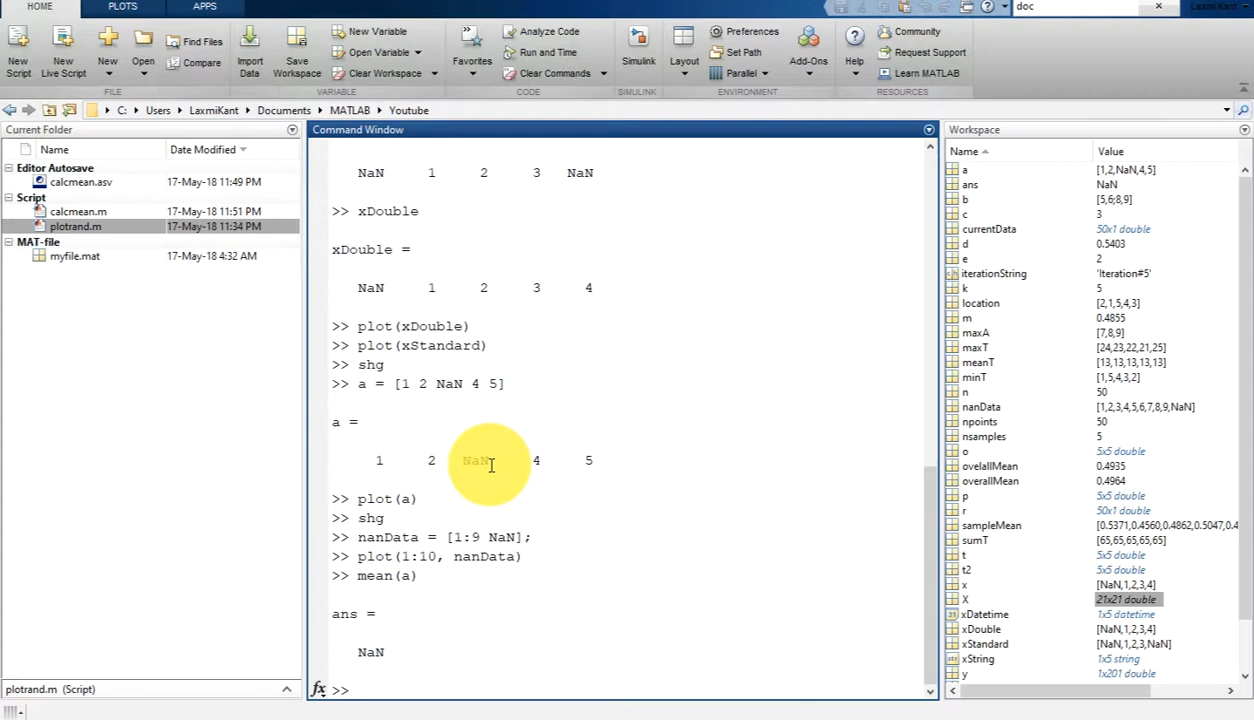 HOME PLOTS APPS doc Laxmi Kant
New Script
New Live Script
New
Open
Find Files
Compare
Import Data
Save Workspace
New Variable
Open Variable
Clear Workspace
Favorites
Analyze Code
Run and Time
Clear Commands
Simulink
Layout
Preferences
Set Path
Parallel
Add-Ons
Help
Community
Request Support
Learn MATLAB
FILE VARIABLE CODE SIMULINK ENVIRONMENT RESOURCES
C: Users LaxmiKant Documents MATLAB Youtube
Current Folder
Name Date Modified
Editor Autosave
calcmean.asv 17-May-18 11:49 PM
Script
calcmean.m 17-May-18 11:51 PM
plotrand.m 17-May-18 11:34 PM
MAT-file
myfile.mat 17-May-18 4:32 AM
plotrand.m (Script)
Command Window
NaN 1 2 3 NaN
>> xDouble
xDouble =
NaN 1 2 3 4
>> plot(xDouble)
>> plot(xStandard)
>> shg
>> a = [1 2 NaN 4 5]
a =
1 2 NaN 4 5
>> plot(a)
>> shg
>> nanData = [1:9 NaN];
>> plot(1:10, nanData)
>> mean(a)
ans =
NaN
fx >>
Workspace
Name Value
a [1,2,NaN,4,5]
ans NaN
b [5,6;8,9]
c 3
currentData 50x1 double
d 0.5403
e 2
iterationString 'Iteration#5'
k 5
location [2,1,5,4,3]
m 0.4855
maxA [7,8,9]
maxT [24,23,22,21,25]
meanT [13,13,13,13,13]
minT [1,5,4,3,2]
n 50
nanData [1,2,3,4,5,6,7,8,9,NaN]
npoints 50
nsamples 5
o 5x5 double
ovelallMean 0.4935
overallMean 0.4964
p 5x5 double
r 50x1 double
sampleMean [0.5371,0.4560,0.4862,0.5047,0.4
sumT [65,65,65,65,65]
t 5x5 double
t2 5x5 double
x [NaN,1,2,3,4]
X 21x21 double
xDatetime 1x5 datetime
xDouble [NaN,1,2,3,4]
xStandard [NaN,1,2,3,NaN]
xString 1x5 string
y 1x201 double